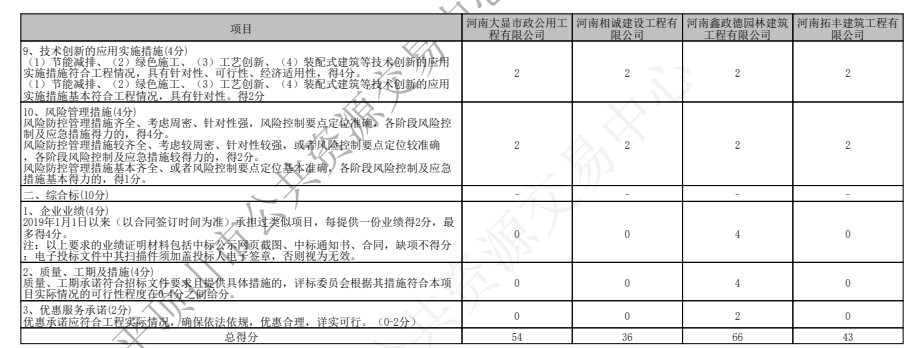 项目
河南大显市政公用工程有限公司
河南相诚建设工程有限公司
河南鑫政德园林建筑工程有限公司
河南拓丰建筑工程有限公司
9、技术创新的应用实施措施(4分)
（1）节能减排、（2）绿色施工、（3）工艺创新、（4）装配式建筑等技术创新的应用
实施措施符合工程情况，具有针对性、可行性、经济适用性，得4分。
（1）节能减排、（2）绿色施工、（3）工艺创新、（4）装配式建筑等技术创新的应用
实施措施基本符合工程情况，具有针对性。得2分
2 2 2 2
10、风险管理措施(4分)
风险防控管理措施齐全、考虑周密、针对性强，风险控制要点定位准确，各阶段风险控
制及应急措施得力的，得4分。
风险防控管理措施较齐全、考虑较周密、针对性较强，或者风险控制要点定位较准确
，各阶段风险控制及应急措施较得力的，得2分。
风险防控管理措施基本齐全、或者风险控制要点定位基本准确，各阶段风险控制及应急
措施基本得力的，得1分。
2 2 2 2
二、综合标(10分)
- - - -
1、企业业绩(4分)
2019年1月1日以来（以合同签订时间为准）承担过类似项目，每提供一份业绩得2分，最
多得4分。
注：以上要求的业绩证明材料包括中标公示网页截图、中标通知书、合同，缺项不得分
；电子投标文件中其扫描件须加盖投标人电子签章，否则视为无效。
0 0 4 0
2、质量、工期及措施(4分)
质量、工期承诺符合招标文件要求且提供具体措施的，评标委员会根据其措施符合本项
目实际情况的可行性程度在0-4分之间给分。
0 0 4 0
3、优惠服务承诺(2分)
优惠承诺应符合工程实际情况，确保依法依规，优惠合理，详实可行。（0-2分）
0 0 2 0
总得分
54 36 66 43
平顶山市公共资源交易中心
公共资源交易中心